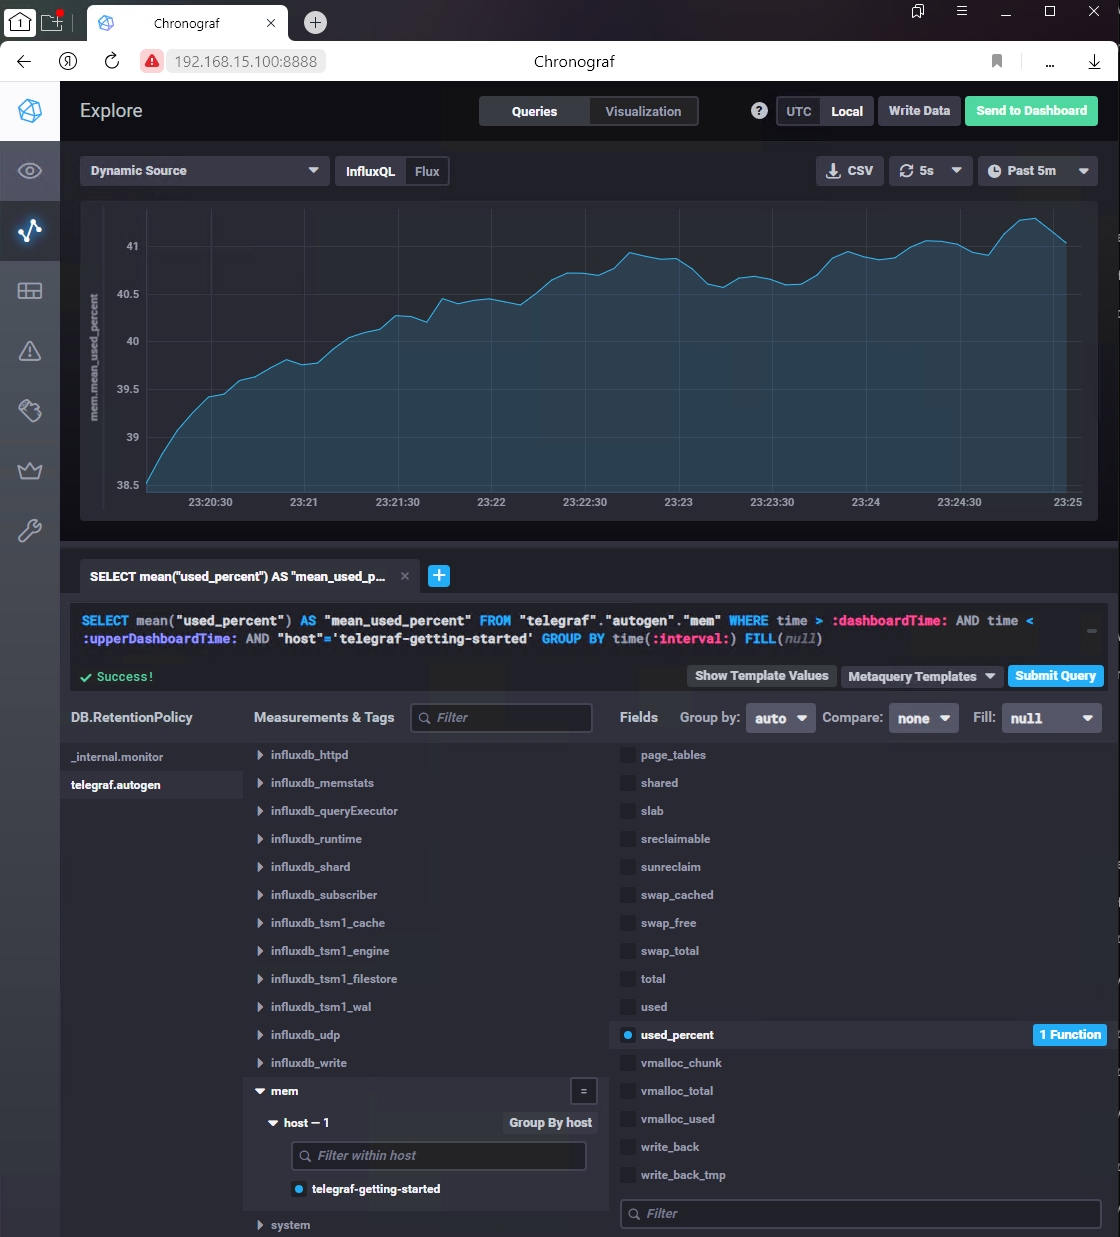 1
Chronograf
Я
192.168.15.100:8888
Chronograf
...
Explore
Queries
Visualization
?
UTC
Local
Write Data
Send to Dashboard
Dynamic Source
InfluxQL
Flux
CSV
5s
Past 5m
mem.mean_used_percent
41
40.5
40
39.5
39
38.5
23:20:30
23:21
23:21:30
23:22
23:22:30
23:23
23:23:30
23:24
23:24:30
23:25
SELECT mean("used_percent") AS "mean_used_p...
SELECT mean("used_percent") AS "mean_used_percent" FROM "telegraf"."autogen"."mem" WHERE time > :dashboardTime: AND time <
:upperDashboardTime: AND "host"='telegraf-getting-started' GROUP BY time(:interval:) FILL(null)
Success!
Show Template Values
Metaquery Templates
Submit Query
DB.RetentionPolicy
Measurements & Tags
Filter
Fields
Group by:
auto
Compare:
none
Fill:
null
_internal.monitor
telegraf.autogen
influxdb_httpd
influxdb_memstats
influxdb_queryExecutor
influxdb_runtime
influxdb_shard
influxdb_subscriber
influxdb_tsm1_cache
influxdb_tsm1_engine
influxdb_tsm1_filestore
influxdb_tsm1_wal
influxdb_udp
influxdb_write
mem
=
host — 1
Group By host
Filter within host
telegraf-getting-started
system
page_tables
shared
slab
sreclaimable
sunreclaim
swap_cached
swap_free
swap_total
total
used
used_percent
1 Function
vmalloc_chunk
vmalloc_total
vmalloc_used
write_back
write_back_tmp
Filter